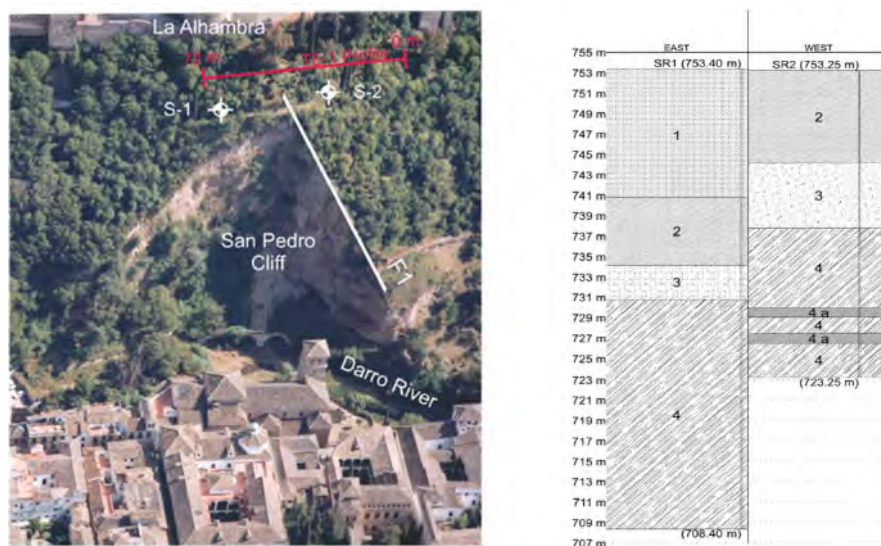 La Alhambra
0 m
S-1
S-2
San Pedro
Cliff
F1
Darro River
EAST
WEST
SR1 (753.40 m)
SR2 (753.25 m)
755 m
753 m
751 m
749 m
747 m
745 m
743 m
741 m
739 m
737 m
735 m
733 m
731 m
729 m
727 m
725 m
723 m
721 m
719 m
717 m
715 m
713 m
711 m
709 m
707 m
1
2
3
4
(708.40 m)
2
3
4
4 a
4
4 a
4
(723.25 m)